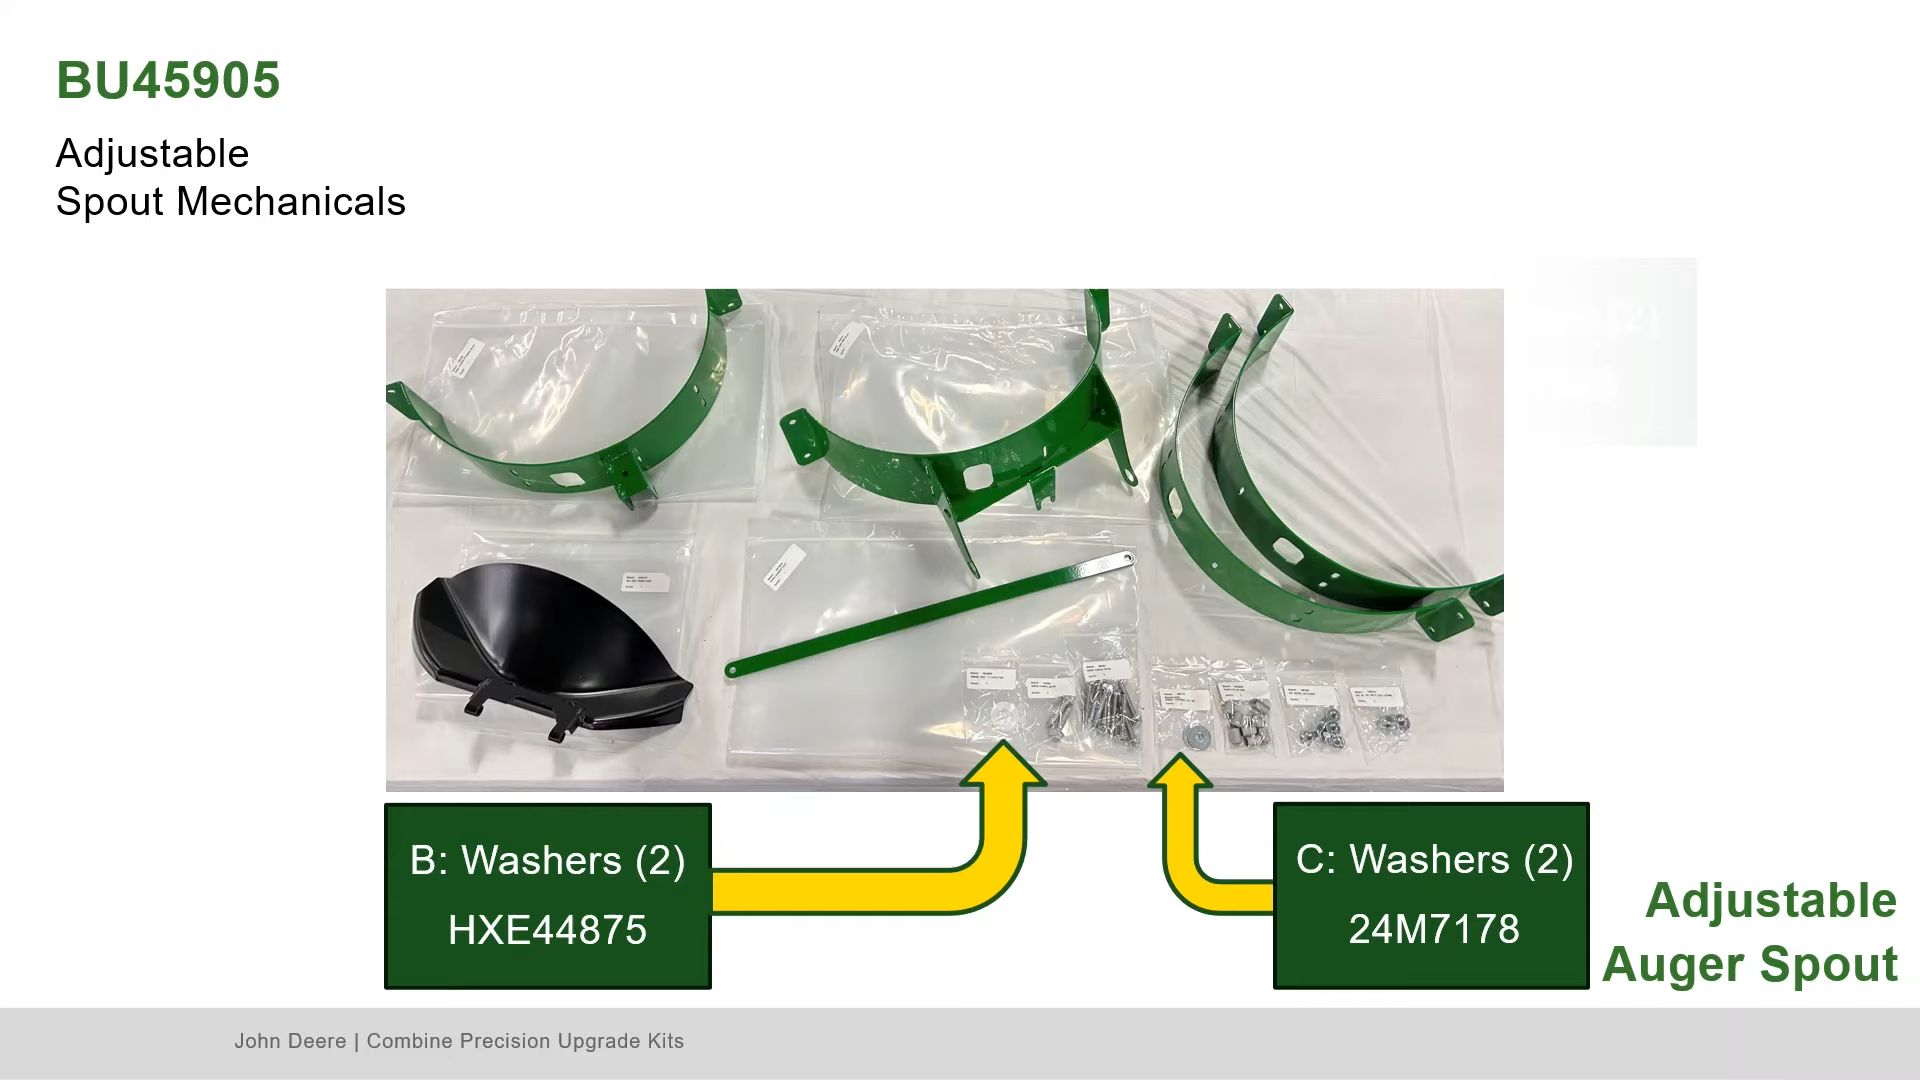 BU45905
Adjustable
Spout Mechanicals
B: Washers (2)
HXE44875
C: Washers (2)
24M7178
Adjustable
Auger Spout
John Deere | Combine Precision Upgrade Kits